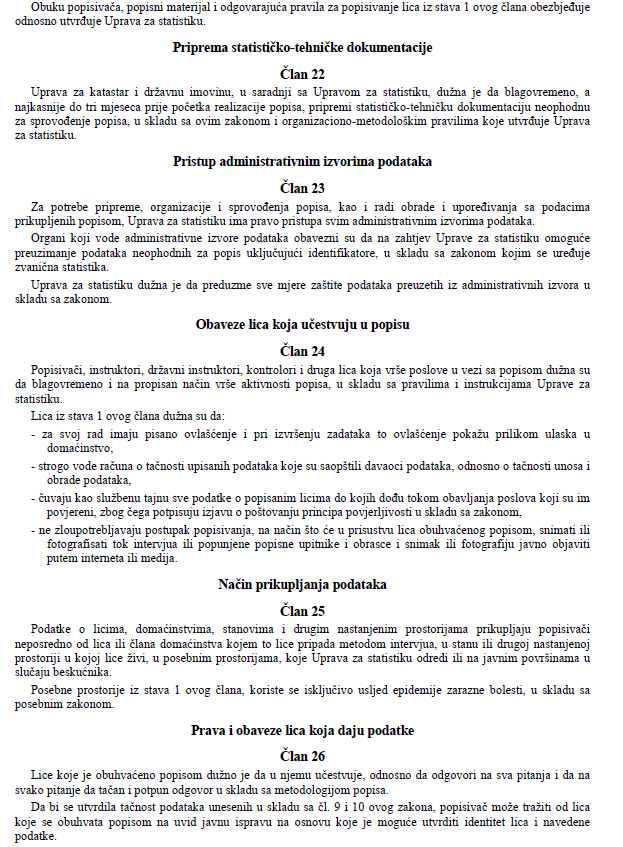 Obuku popisivača, popisni materijal i odgovarajuća pravila za popisivanje lica iz stava 1 ovog člana obezbjeđuje
odnosno utvrđuje Uprava za statistiku.
Priprema statističko-tehničke dokumentacije
Član 22
Uprava za katastar i državnu imovinu, u saradnji sa Upravom za statistiku, dužna je da blagovremeno, a
najkasnije do tri mjeseca prije početka realizacije popisa, pripremi statističko-tehničku dokumentaciju neophodnu
za sprovođenje popisa, u skladu sa ovim zakonom i organizaciono-metodološkim pravilima koje utvrđuje Uprava
za statistiku.
Pristup administrativnim izvorima podataka
Član 23
Za potrebe pripreme, organizacije i sprovođenja popisa, kao i radi obrade i upoređivanja sa podacima
prikupljenih popisom, Uprava za statistiku ima pravo pristupa svim administrativnim izvorima podataka.
Organi koji vode administrativne izvore podataka obavezni su da na zahtjev Uprave za statistiku omoguće
preuzimanje podataka neophodnih za popis uključujući identifikatore, u skladu sa zakonom kojim se uređuje
zvanična statistika.
Uprava za statistiku dužna je da preduzme sve mjere zaštite podataka preuzetih iz administrativnih izvora u
skladu sa zakonom.
Obaveze lica koja učestvuju u popisu
Član 24
Popisivači, instruktori, državni instruktori, kontrolori i druga lica koja vrše poslove u vezi sa popisom dužna su
da blagovremeno i na propisan način vrše aktivnosti popisa, u skladu sa pravilima i instrukcijama Uprave za
statistiku.
Lica iz stava 1 ovog člana dužna su da:
- za svoj rad imaju pisano ovlašćenje i pri izvršenju zadataka to ovlašćenje pokažu prilikom ulaska u
domaćinstvo,
- strogo vode računa o tačnosti upisanih podataka koje su saopštili davaoci podataka, odnosno o tačnosti unosa i
obrade podataka,
- čuvaju kao službenu tajnu sve podatke o popisanim licima do kojih dođu tokom obavljanja poslova koji su im
povjereni, zbog čega potpisuju izjavu o poštovanju principa povjerljivosti u skladu sa zakonom,
- ne zloupotrebljavaju postupak popisivanja, na način što će u prisustvu lica obuhvaćenog popisom, snimati ili
fotografisati tok intervjua ili popunjene popisne upitnike i obrasce i snimak ili fotografiju javno objaviti
putem interneta ili medija.
Način prikupljanja podataka
Član 25
Podatke o licima, domaćinstvima, stanovima i drugim nastanjenim prostorijama prikupljaju popisivači
neposredno od lica ili člana domaćinstva kojem to lice pripada metodom intervjua, u stanu ili drugoj nastanjenoj
prostoriji u kojoj lice živi, u posebnim prostorijama, koje Uprava za statistiku odredi ili na javnim površinama u
slučaju beskućnika.
Posebne prostorije iz stava 1 ovog člana, koriste se isključivo usljed epidemije zarazne bolesti, u skladu sa
posebnim zakonom.
Prava i obaveze lica koja daju podatke
Član 26
Lice koje je obuhvaćeno popisom dužno je da u njemu učestvuje, odnosno da odgovori na sva pitanja i da na
svako pitanje da tačan i potpun odgovor u skladu sa metodologijom popisa.
Da bi se utvrdila tačnost podataka unesenih u skladu sa čl. 9 i 10 ovog zakona, popisivač može tražiti od lica
koje se obuhvata popisom na uvid javnu ispravu na osnovu koje je moguće utvrditi identitet lica i navedene
podatke.